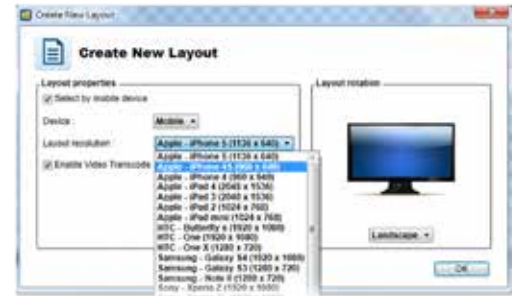 Create New Layout
Create New Layout
Layout properties
Layout rotation
Select by mobile device
Device :
Mobile
Layout resolution :
Apple - iPhone 5 (1136 x 640)
Enable Video Transcode
Apple - iPhone 5 (1136 x 640)
Apple - iPhone 4S (960 x 640)
Apple - iPhone 4 (960 x 640)
Apple - iPad 4 (2048 x 1536)
Apple - iPad 3 (2048 x 1536)
Apple - iPad 2 (1024 x 768)
Apple - iPad mini (1024 x 768)
HTC - Butterfly s (1920 x 1080)
HTC - One (1920 x 1080)
HTC - One X (1280 x 720)
Samsung - Galaxy S4 (1920 x 1080)
Samsung - Galaxy S3 (1280 x 720)
Samsung - Note II (1280 x 720)
Sony - Xperia Z (1920 x 1080)
Landscape
OK